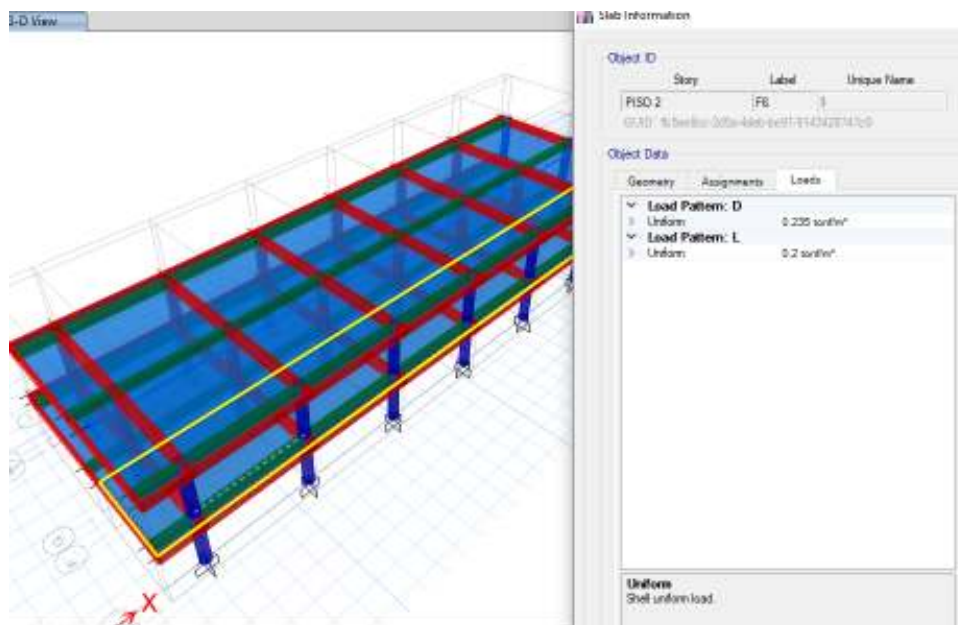 3-D View
Slab Information
Object ID
Story Label Unique Name
PISO 2 F6
Object Data
Geometry Assignments Loads
Load Pattern: D
Uniform 0.235 tonf/m²
Load Pattern: L
Uniform 0.2 tonf/m²
Uniform
Shell uniform load.
X